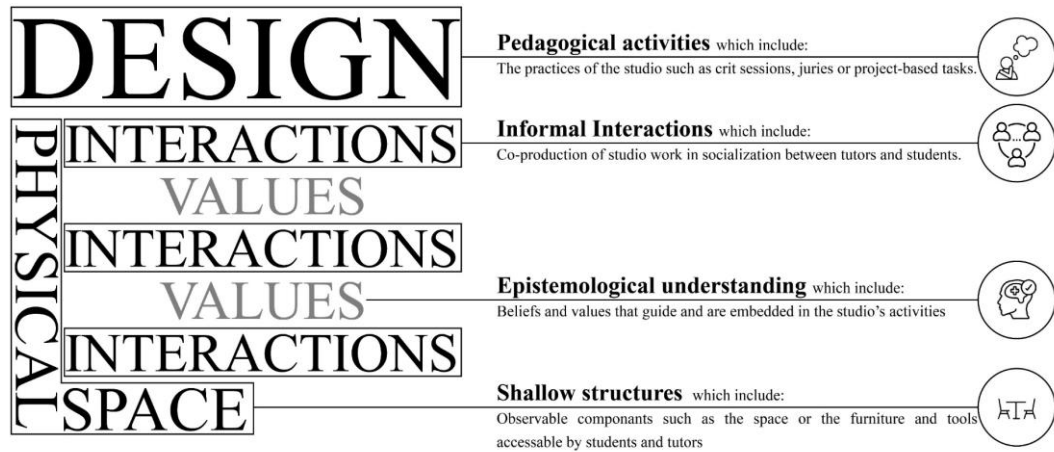 DESIGN
PHYSICAL
INTERACTIONS
VALUES
INTERACTIONS
VALUES
INTERACTIONS
SPACE
Pedagogical activities which include:
The practices of the studio such as crit sessions, juries or project-based tasks.
Informal Interactions which include:
Co-production of studio work in socialization between tutors and students.
Epistemological understanding which include:
Beliefs and values that guide and are embedded in the studio's activities
Shallow structures which include:
Observable componants such as the space or the furniture and tools
accessable by students and tutors